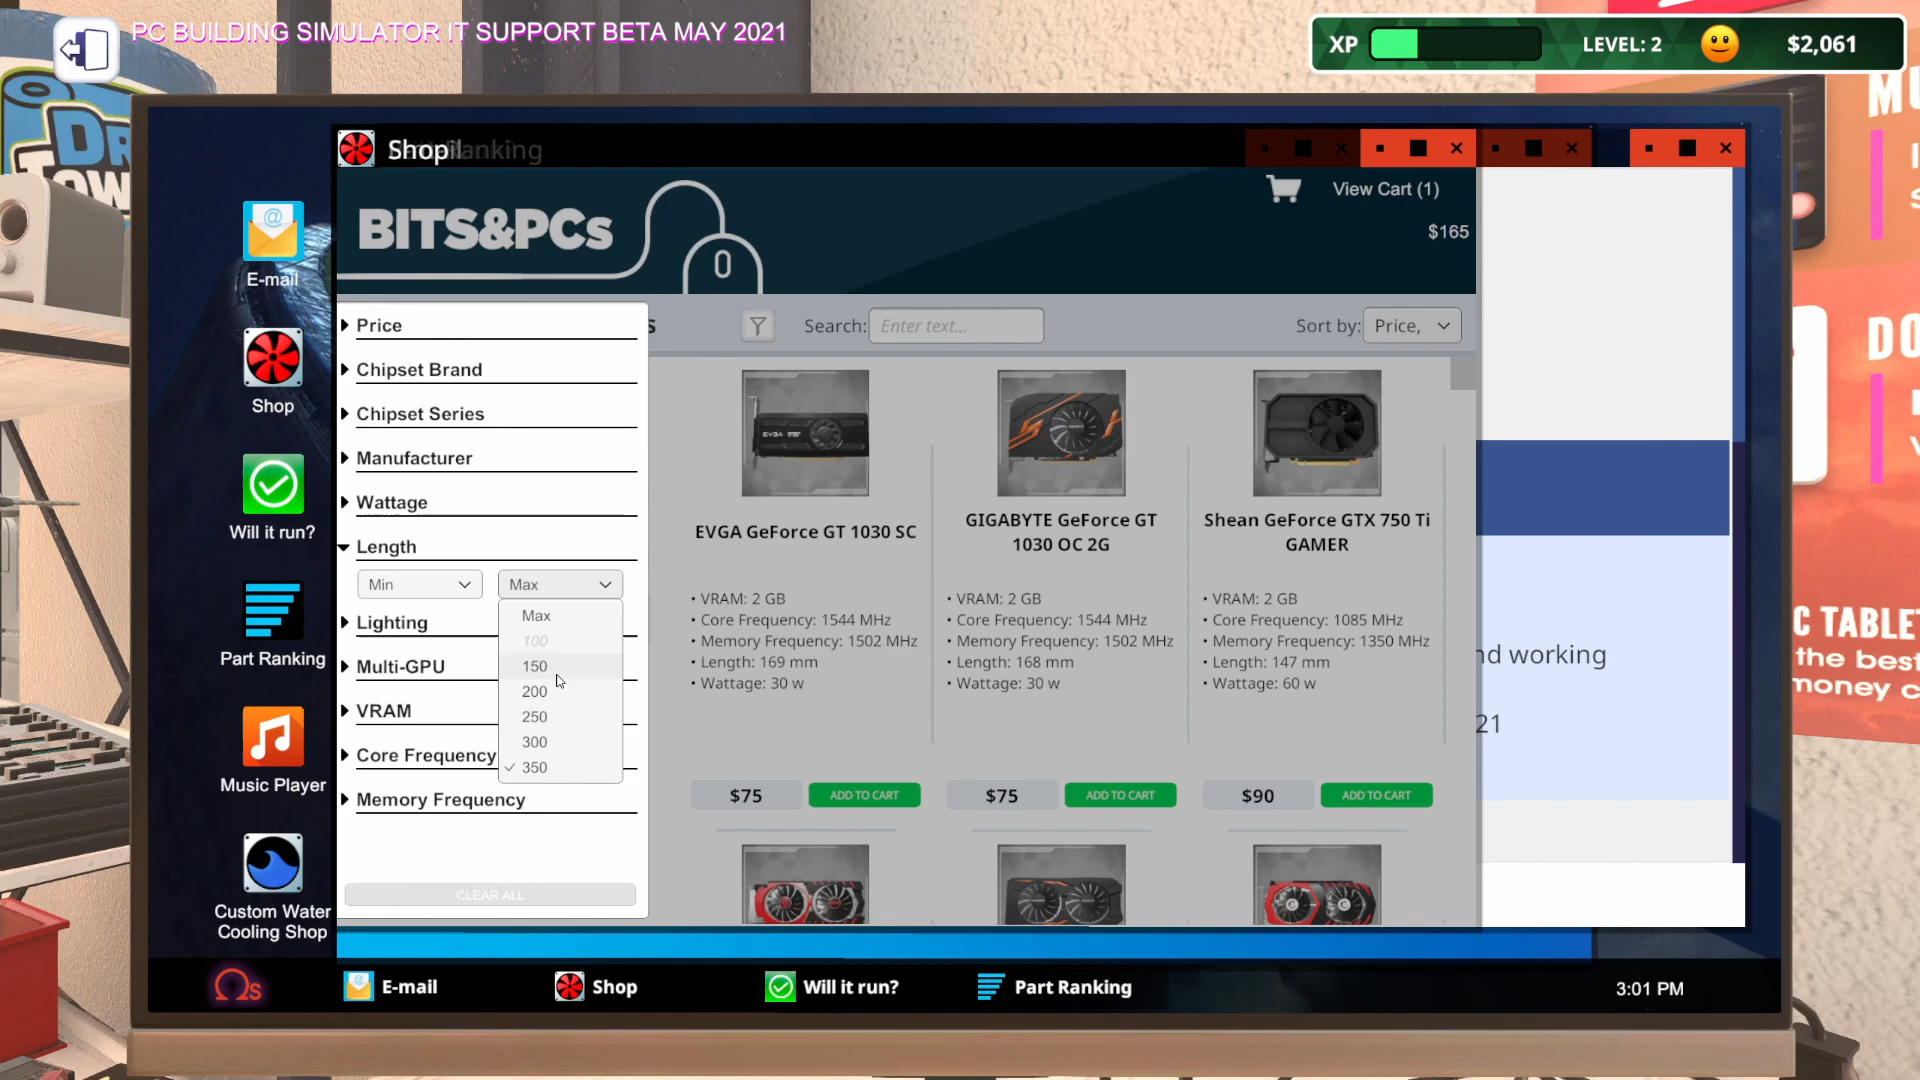 PC BUILDING SIMULATOR IT SUPPORT BETA MAY 2021
XP
LEVEL: 2
$2,061
Shop
BITS&PCs
View Cart (1)
$165
E-mail
Shop
Will it run?
Part Ranking
Music Player
Custom Water
Cooling Shop
Price
Chipset Brand
Chipset Series
Manufacturer
Wattage
Length
Min
Max
Max
100
150
200
250
300
350
Lighting
Multi-GPU
VRAM
Core Frequency
Memory Frequency
CLEAR ALL
S
Search:
Enter text...
Sort by:
Price,
EVGA GeForce GT 1030 SC
• VRAM: 2 GB
• Core Frequency: 1544 MHz
• Memory Frequency: 1502 MHz
• Length: 169 mm
• Wattage: 30 w
$75
ADD TO CART
GIGABYTE GeForce GT
1030 OC 2G
• VRAM: 2 GB
• Core Frequency: 1544 MHz
• Memory Frequency: 1502 MHz
• Length: 168 mm
• Wattage: 30 w
$75
ADD TO CART
Shean GeForce GTX 750 Ti
GAMER
• VRAM: 2 GB
• Core Frequency: 1085 MHz
• Memory Frequency: 1350 MHz
• Length: 147 mm
• Wattage: 60 w
$90
ADD TO CART
nd working
21
C TABLET
the best
money c
E-mail
Shop
Will it run?
Part Ranking
3:01 PM